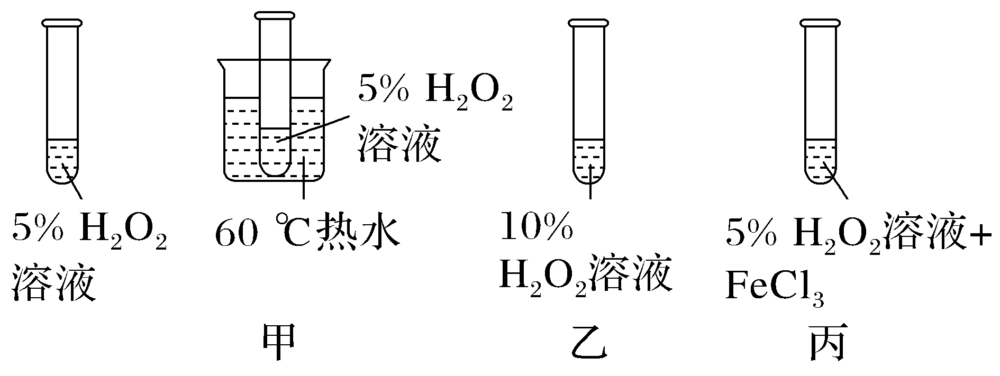 5% H₂O₂
溶液
5% H₂O₂
溶液
60 ℃热水
10%
H₂O₂溶液
5% H₂O₂溶液+
FeCl₃
甲
乙
丙